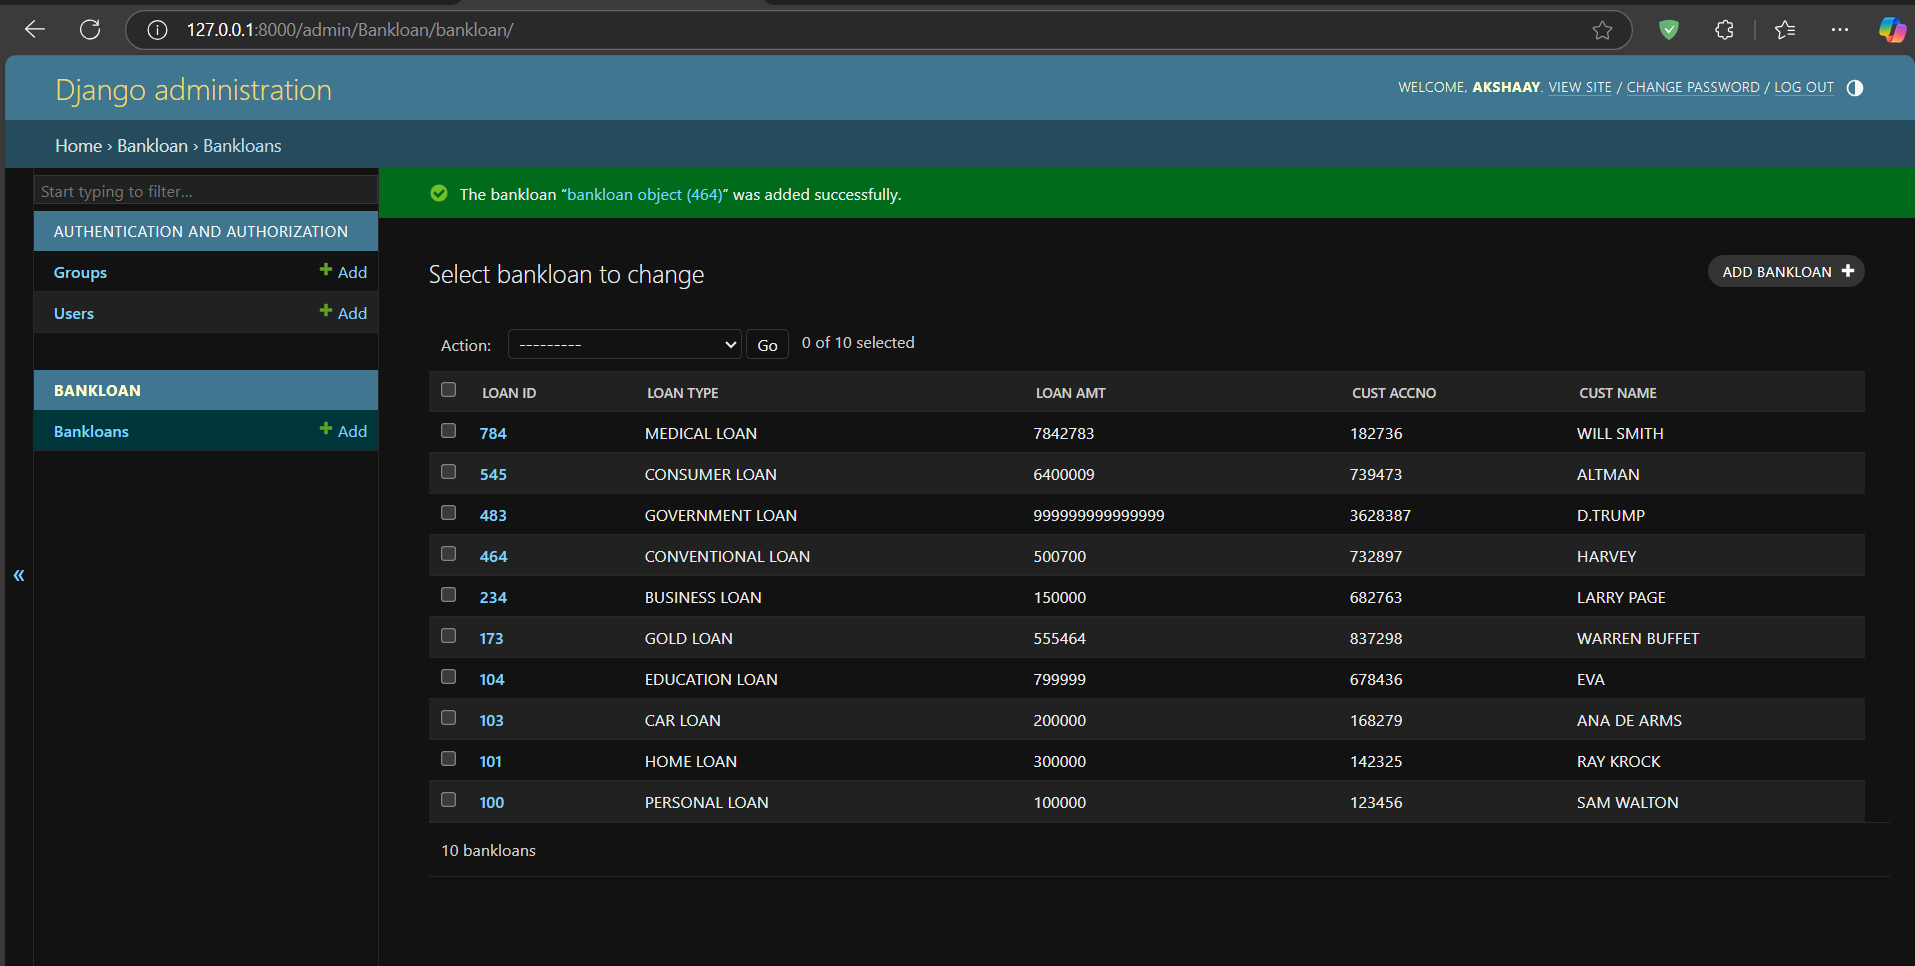 127.0.0.1:8000/admin/Bankloan/bankloan/
Django administration
WELCOME, AKSHAAY. VIEW SITE / CHANGE PASSWORD / LOG OUT
Home › Bankloan › Bankloans
Start typing to filter...
AUTHENTICATION AND AUTHORIZATION
Groups + Add
Users + Add
BANKLOAN
Bankloans + Add
«
The bankloan “bankloan object (464)” was added successfully.
Select bankloan to change
ADD BANKLOAN +
Action: --------- Go 0 of 10 selected
LOAN ID LOAN TYPE LOAN AMT CUST ACCNO CUST NAME
784 MEDICAL LOAN 7842783 182736 WILL SMITH
545 CONSUMER LOAN 6400009 739473 ALTMAN
483 GOVERNMENT LOAN 999999999999999 3628387 D.TRUMP
464 CONVENTIONAL LOAN 500700 732897 HARVEY
234 BUSINESS LOAN 150000 682763 LARRY PAGE
173 GOLD LOAN 555464 837298 WARREN BUFFET
104 EDUCATION LOAN 799999 678436 EVA
103 CAR LOAN 200000 168279 ANA DE ARMS
101 HOME LOAN 300000 142325 RAY KROCK
100 PERSONAL LOAN 100000 123456 SAM WALTON
10 bankloans